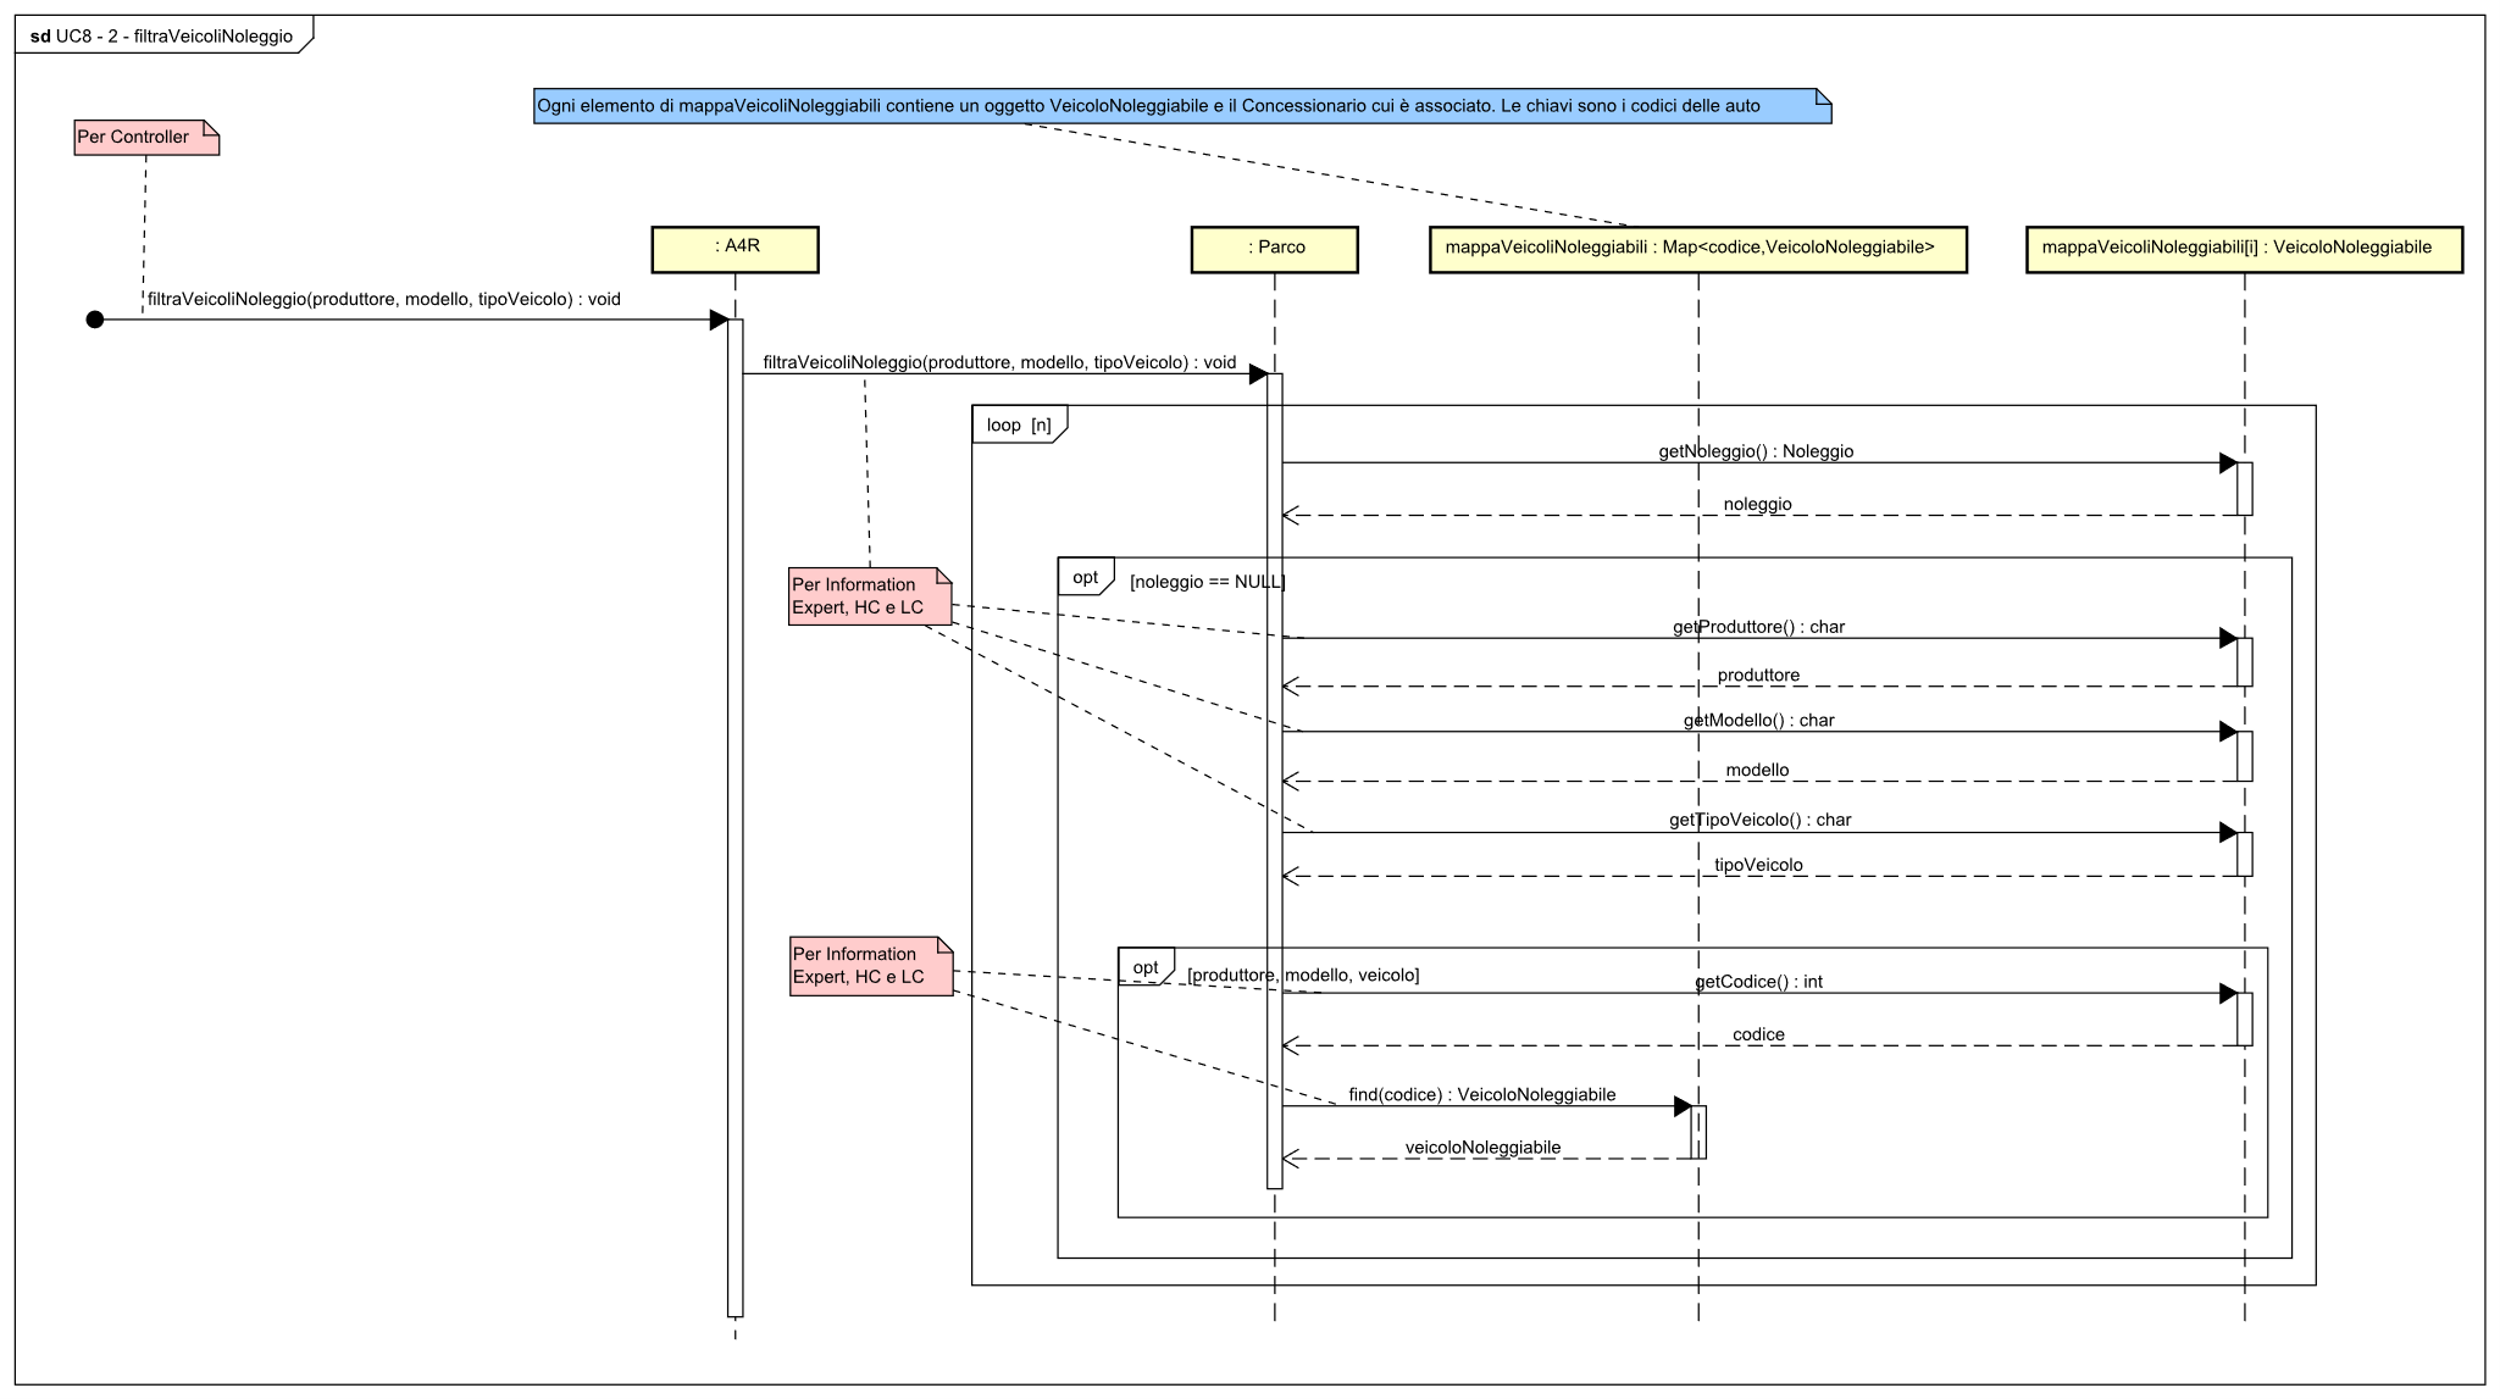 sd UC8 - 2 - filtraVeicoliNoleggio
Ogni elemento di mappaVeicoliNoleggiabili contiene un oggetto VeicoloNoleggiabile e il Concessionario cui è associato. Le chiavi sono i codici delle auto
Per Controller
: A4R
: Parco
mappaVeicoliNoleggiabili : Map<codice,VeicoloNoleggiabile>
mappaVeicoliNoleggiabili[i] : VeicoloNoleggiabile
filtraVeicoliNoleggio(produttore, modello, tipoVeicolo) : void
filtraVeicoliNoleggio(produttore, modello, tipoVeicolo) : void
loop [n]
getNoleggio() : Noleggio
noleggio
opt [noleggio == NULL]
Per Information
Expert, HC e LC
getProduttore() : char
produttore
getModello() : char
modello
getTipoVeicolo() : char
tipoVeicolo
Per Information
Expert, HC e LC
opt [produttore, modello, veicolo]
getCodice() : int
codice
find(codice) : VeicoloNoleggiabile
veicoloNoleggiabile